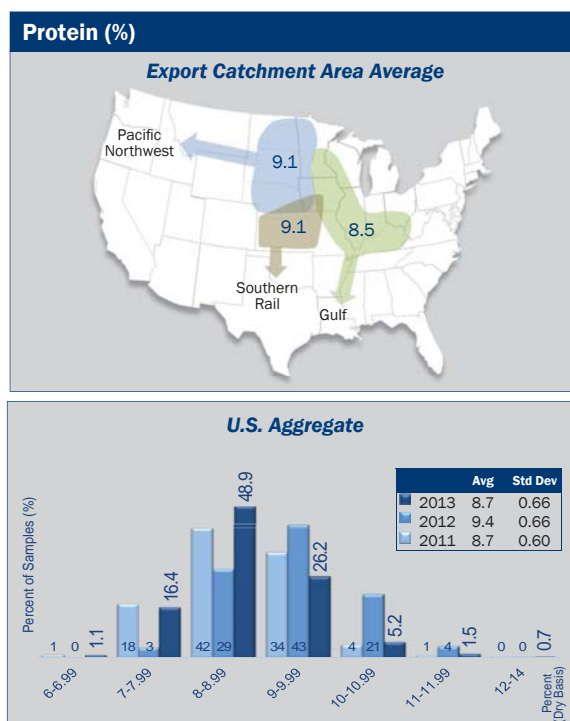 Protein (%)
Export Catchment Area Average
Pacific
Northwest
9.1
9.1
8.5
Southern
Rail
Gulf
U.S. Aggregate
Avg Std Dev
2013 8.7 0.66
2012 9.4 0.66
2011 8.7 0.60
Percent of Samples (%)
1 0 1.1
18 3 16.4
42 29 48.9
34 43 26.2
4 21 5.2
1 4 1.5
0 0 0.7
6-6.99
7-7.99
8-8.99
9-9.99
10-10.99
11-11.99
12-14
Percent
(Dry Basis)